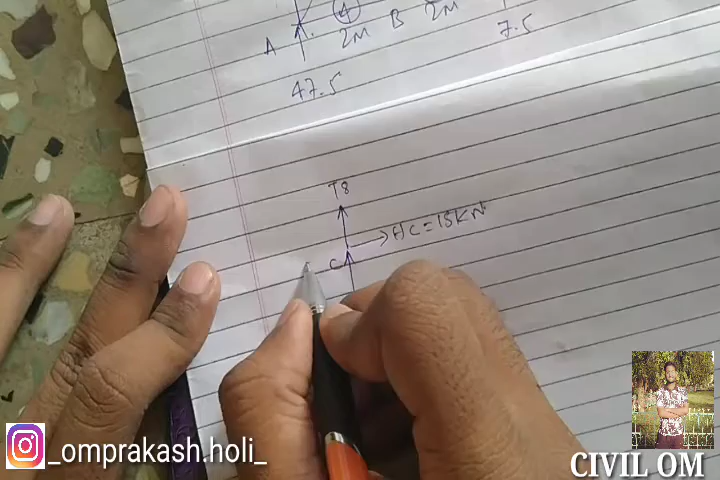 A
4
2M B 2M
47.5
7.5
T8
HC = 15KN
C
_omprakash.holi_
CIVIL OM